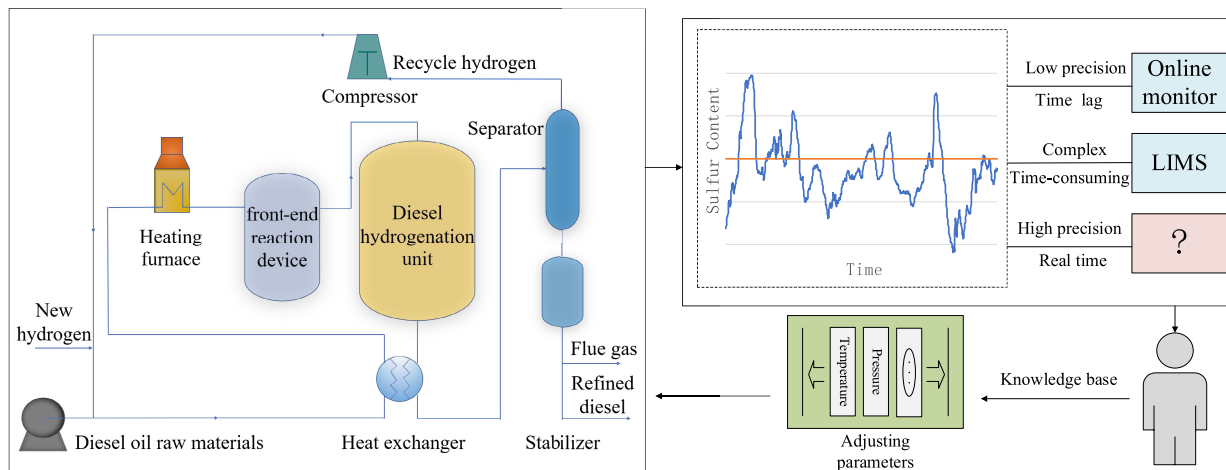 Recycle hydrogen
Compressor
Separator
Heating
furnace
front-end
reaction
device
Diesel
hydrogenation
unit
New
hydrogen
Flue gas
Refined
diesel
Diesel oil raw materials
Heat exchanger
Stabilizer
Sulfur Content
Time
Low precision
Time lag
Online
monitor
Complex
Time-consuming
LIMS
High precision
Real time
?
Temperature
Pressure
...
Knowledge base
Adjusting
parameters